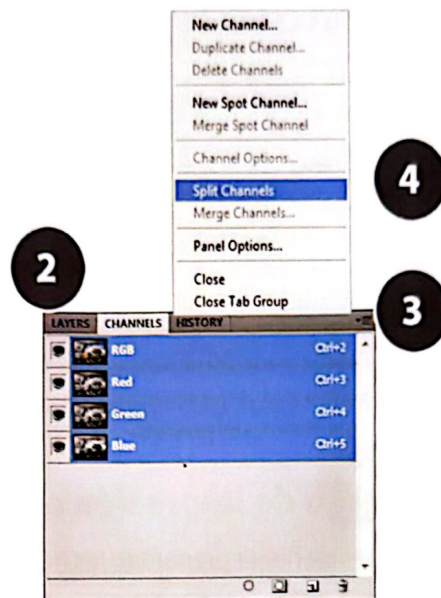 New Channel...
Duplicate Channel...
Delete Channels
New Spot Channel...
Merge Spot Channel
Channel Options...
Split Channels
4
Merge Channels...
Panel Options...
2
Close
Close Tab Group
3
LAYERS CHANNELS HISTORY
RGB Ctrl+2
Red Ctrl+3
Green Ctrl+4
Blue Ctrl+5